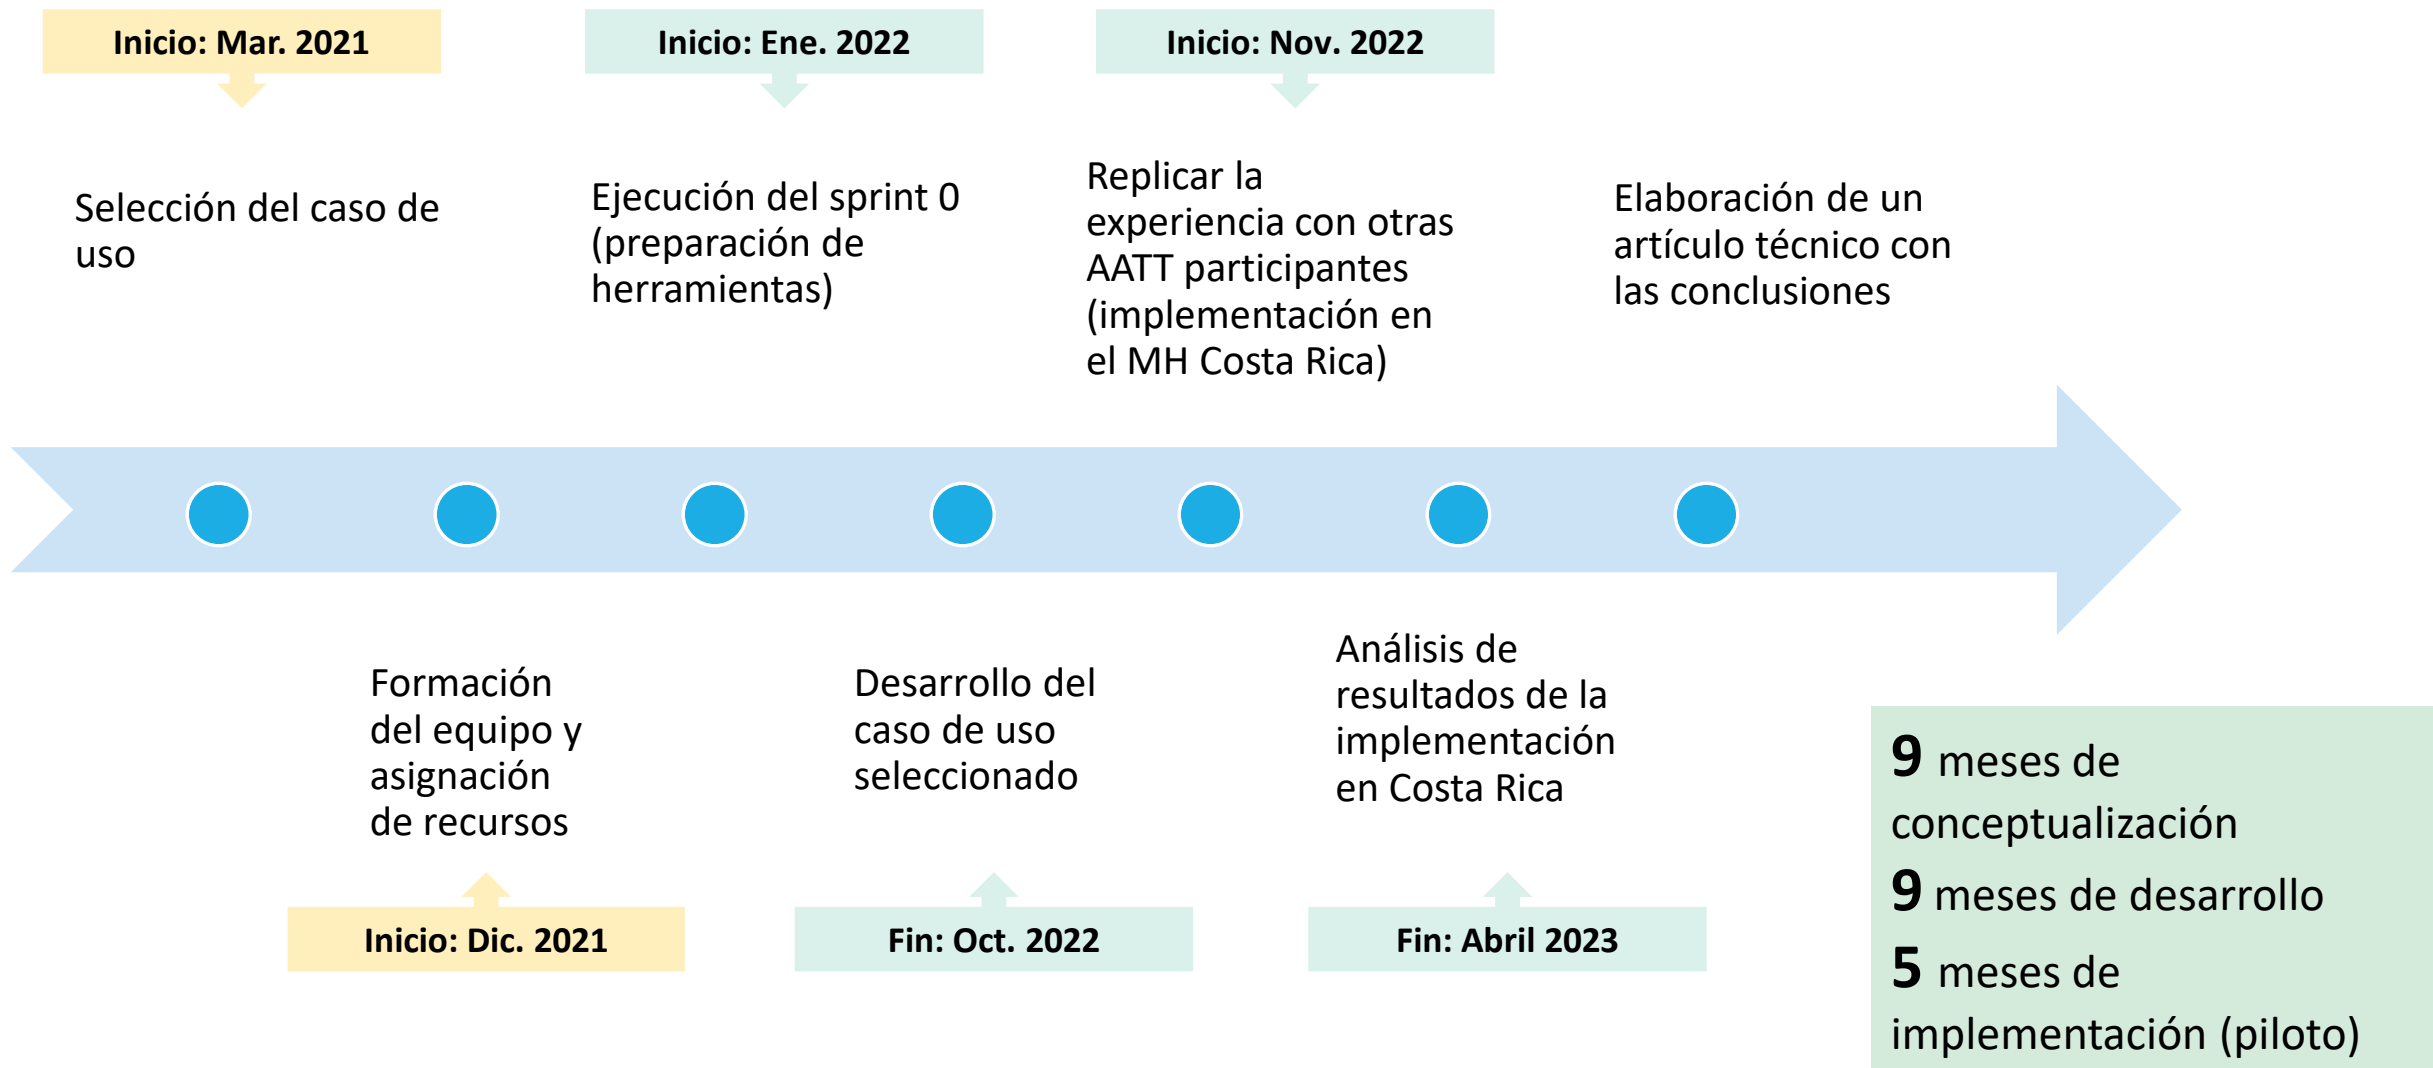 Inicio: Mar. 2021
Selección del caso de
uso
Inicio: Ene. 2022
Ejecución del sprint 0
(preparación de
herramientas)
Inicio: Nov. 2022
Replicar la
experiencia con otras
AATT participantes
(implementación en
el MH Costa Rica)
Elaboración de un
artículo técnico con
las conclusiones
Formación
del equipo y
asignación
de recursos
Inicio: Dic. 2021
Desarrollo del
caso de uso
seleccionado
Fin: Oct. 2022
Análisis de
resultados de la
implementación
en Costa Rica
Fin: Abril 2023
9 meses de
conceptualización
9 meses de desarrollo
5 meses de
implementación (piloto)